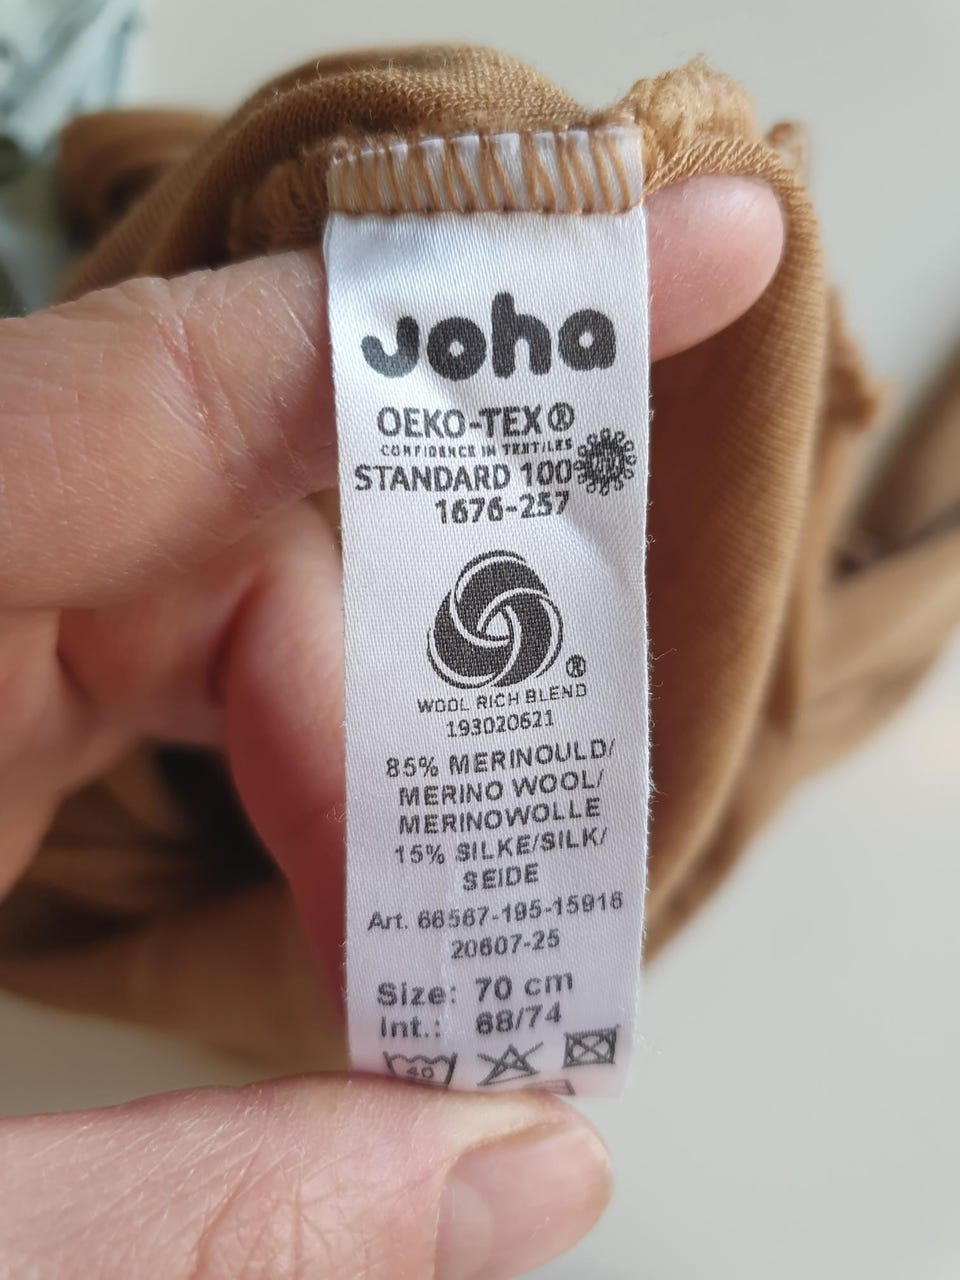 Joha
OEKO-TEX®
CONFIDENCE IN TEXTILES
STANDARD 100
1676-257
®
WOOL RICH BLEND
193020621
85% MERINOULD/
MERINO WOOL/
MERINOWOLLE
15% SILKE/SILK/
SEIDE
Art. 66567-195-15916
20607-25
Size: 70 cm
Int.: 68/74
40